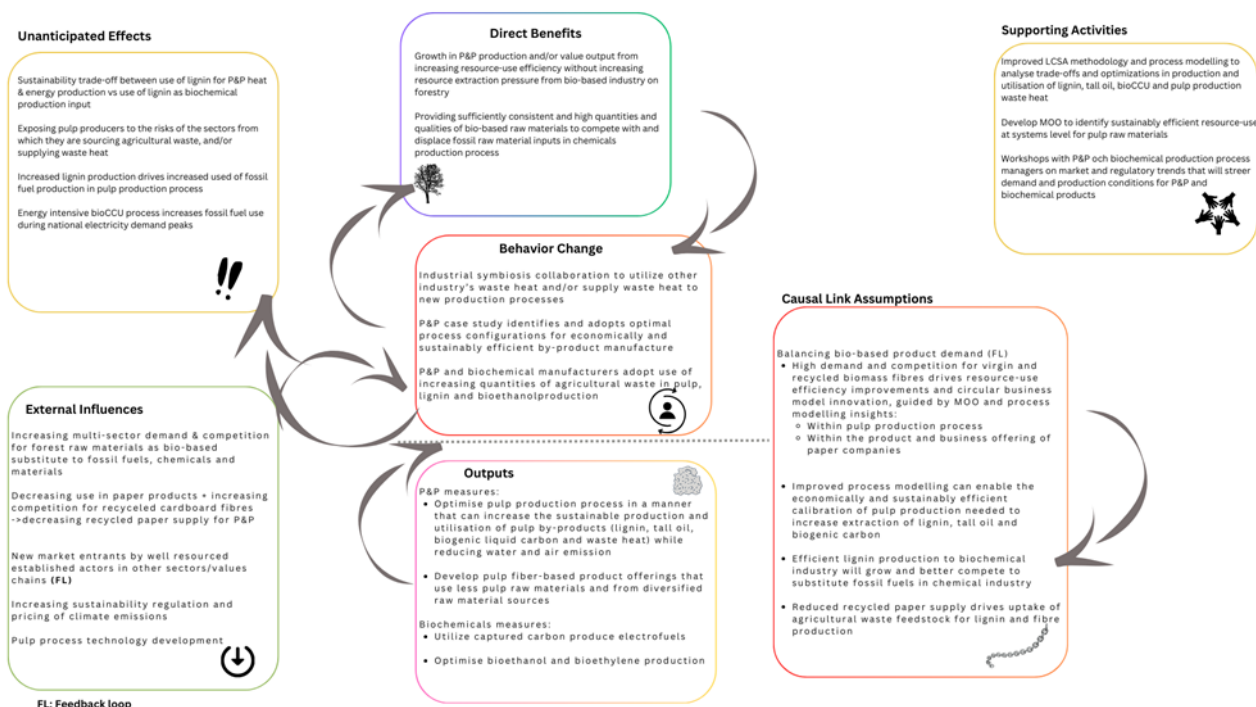 Unanticipated Effects
Sustainability trade-off between use of lignin for P&P heat
& energy production vs use of lignin as biochemical
production input
Exposing pulp producers to the risks of the sectors from
which they are sourcing agricultural waste, and/or
supplying waste heat
Increased lignin production drives increased used of fossil
fuel production in pulp production process
Energy intensive bioCCU process increases fossil fuel use
during national electricity demand peaks
Direct Benefits
Growth in P&P production and/or value output from
increasing resource-use efficiency without increasing
resource extraction pressure from bio-based industry on
forestry
Providing sufficiently consistent and high quantities and
qualities of bio-based raw materials to compete with and
displace fossil raw material inputs in chemicals
production process
Supporting Activities
Improved LCSA methodology and process modelling to
analyse trade-offs and optimizations in production and
utilisation of lignin, tall oil, bioCCU and pulp production
waste heat
Develop MOO to identify sustainably efficient resource-use
at systems level for pulp raw materials
Workshops with P&P och biochemical production process
managers on market and regulatory trends that will streer
demand and production conditions for P&P and
biochemical products
Behavior Change
Industrial symbiosis collaboration to utilize other
industry's waste heat and/or supply waste heat to
new production processes
P&P case study identifies and adopts optimal
process configurations for economically and
sustainably efficient by-product manufacture
P&P and biochemical manufacturers adopt use of
increasing quantities of agricultural waste in pulp,
lignin and bioethanolproduction
External Influences
Increasing multi-sector demand & competition
for forest raw materials as bio-based
substitute to fossil fuels, chemicals and
materials
Decreasing use in paper products + increasing
competition for recyceled cardboard fibres
->decreasing recycled paper supply for P&P
New market entrants by well resourced
established actors in other sectors/values
chains (FL)
Increasing sustainability regulation and
pricing of climate emissions
Pulp process technology development
FL: Feedback loop
Outputs
P&P measures:
• Optimise pulp production process in a manner
that can increase the sustainable production and
utilisation of pulp by-products (lignin, tall oil,
biogenic liquid carbon and waste heat) while
reducing water and air emission
• Develop pulp fiber-based product offerings that
use less pulp raw materials and from diversified
raw material sources
Biochemicals measures:
• Utilize captured carbon produce electrofuels
• Optimise bioethanol and bioethylene production
Causal Link Assumptions
Balancing bio-based product demand (FL)
• High demand and competition for virgin and
recycled biomass fibres drives resource-use
efficiency improvements and circular business
model innovation, guided by MOO and process
modelling insights:
○ Within pulp production process
○ Within the product and business offering of
paper companies
• Improved process modelling can enable the
economically and sustainably efficient
calibration of pulp production needed to
increase extraction of lignin, tall oil and
biogenic carbon
• Efficient lignin production to biochemical
industry will grow and better compete to
substitute fossil fuels in chemical industry
• Reduced recycled paper supply drives uptake of
agricultural waste feedstock for lignin and fibre
production